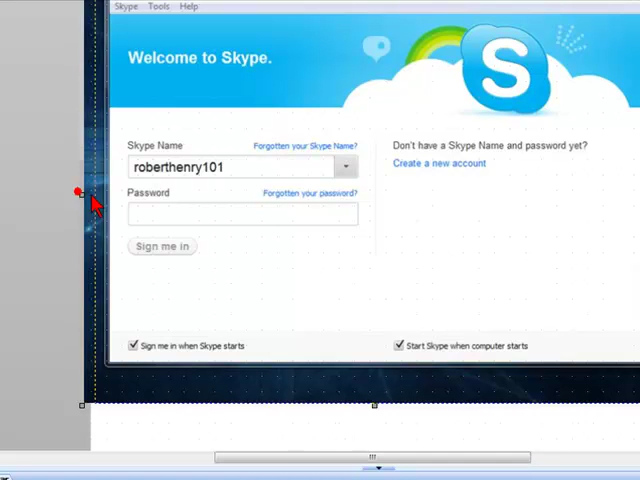 Skype Tools Help
Welcome to Skype.
S
Skype Name Forgotten your Skype Name?
roberthenry101
Password Forgotten your password?
Sign me in
Don't have a Skype Name and password yet?
Create a new account
Sign me in when Skype starts
Start Skype when computer starts